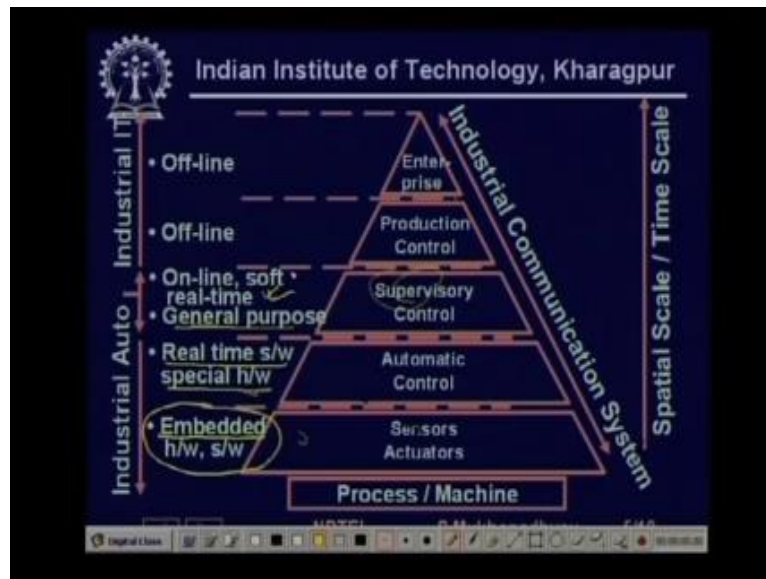 Indian Institute of Technology, Kharagpur
Industrial IT
Industrial Auto
• Off-line
• Off-line
• On-line, soft
real-time
• General purpose
• Real time s/w
special h/w
• Embedded
h/w, s/w
Enter-
prise
Production
Control
Supervisory
Control
Automatic
Control
Sensors
Actuators
Process / Machine
Industrial Communication System
Spatial Scale / Time Scale
NPTEL
Digital Class